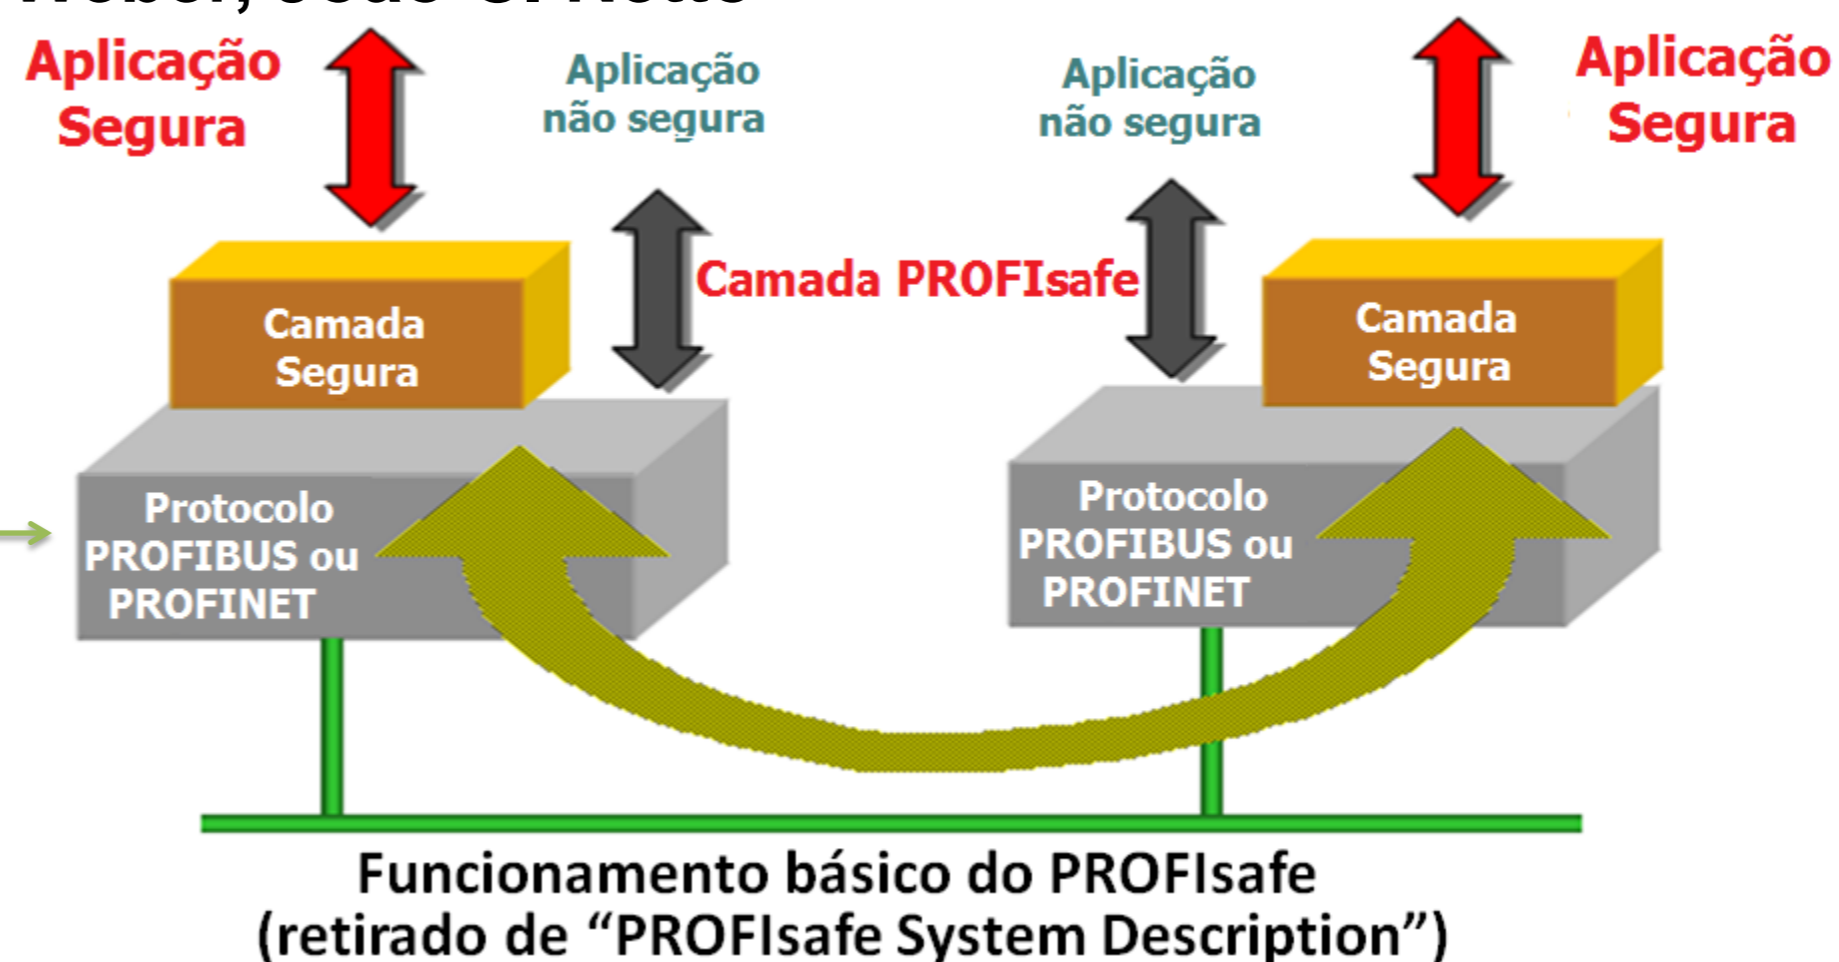 Aplicação
Segura
Aplicação
não segura
Aplicação
não segura
Aplicação
Segura
Camada PROFIsafe
Camada
Segura
Camada
Segura
Protocolo
PROFIBUS ou
PROFINET
Protocolo
PROFIBUS ou
PROFINET
Funcionamento básico do PROFIsafe
(retirado de “PROFIsafe System Description”)